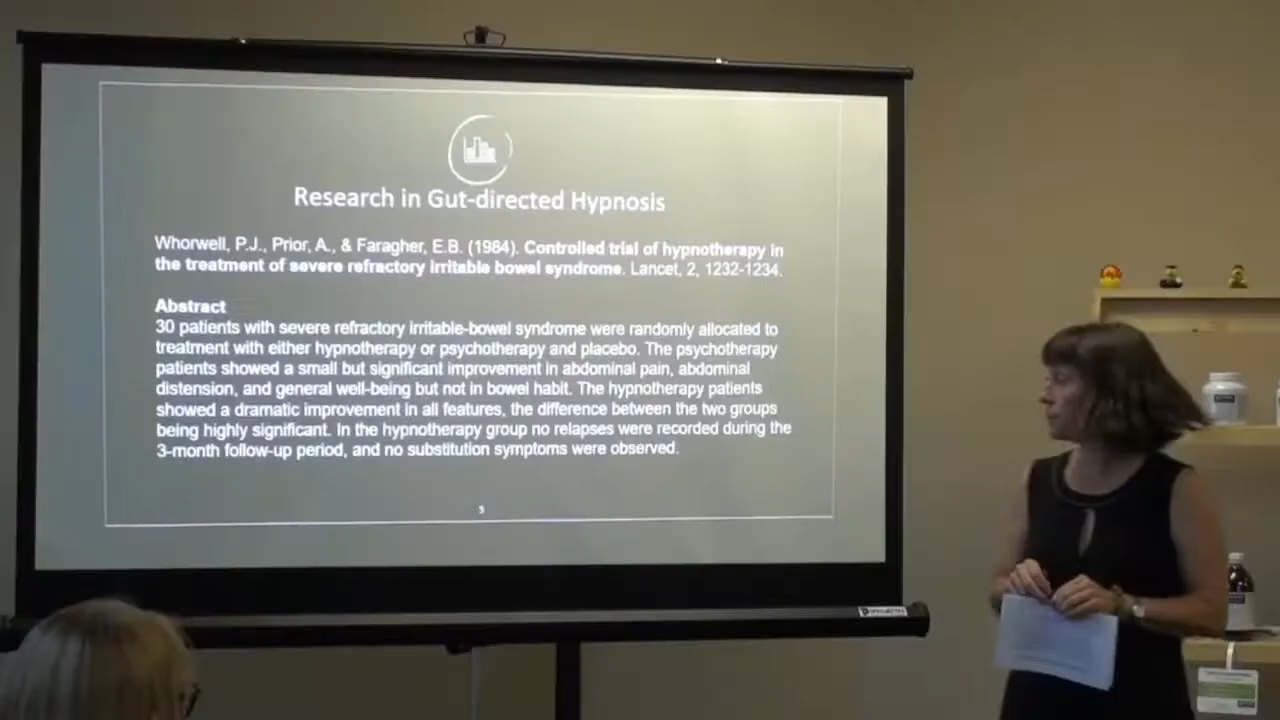 Research in Gut-directed Hypnosis
Whorwell, P.J., Prior, A., & Faragher, E.B. (1984). Controlled trial of hypnotherapy in
the treatment of severe refractory irritable bowel syndrome. Lancet, 2, 1232-1234.
Abstract
30 patients with severe refractory irritable-bowel syndrome were randomly allocated to
treatment with either hypnotherapy or psychotherapy and placebo. The psychotherapy
patients showed a small but significant improvement in abdominal pain, abdominal
distension, and general well-being but not in bowel habit. The hypnotherapy patients
showed a dramatic improvement in all features, the difference between the two groups
being highly significant. In the hypnotherapy group no relapses were recorded during the
3-month follow-up period, and no substitution symptoms were observed.
5